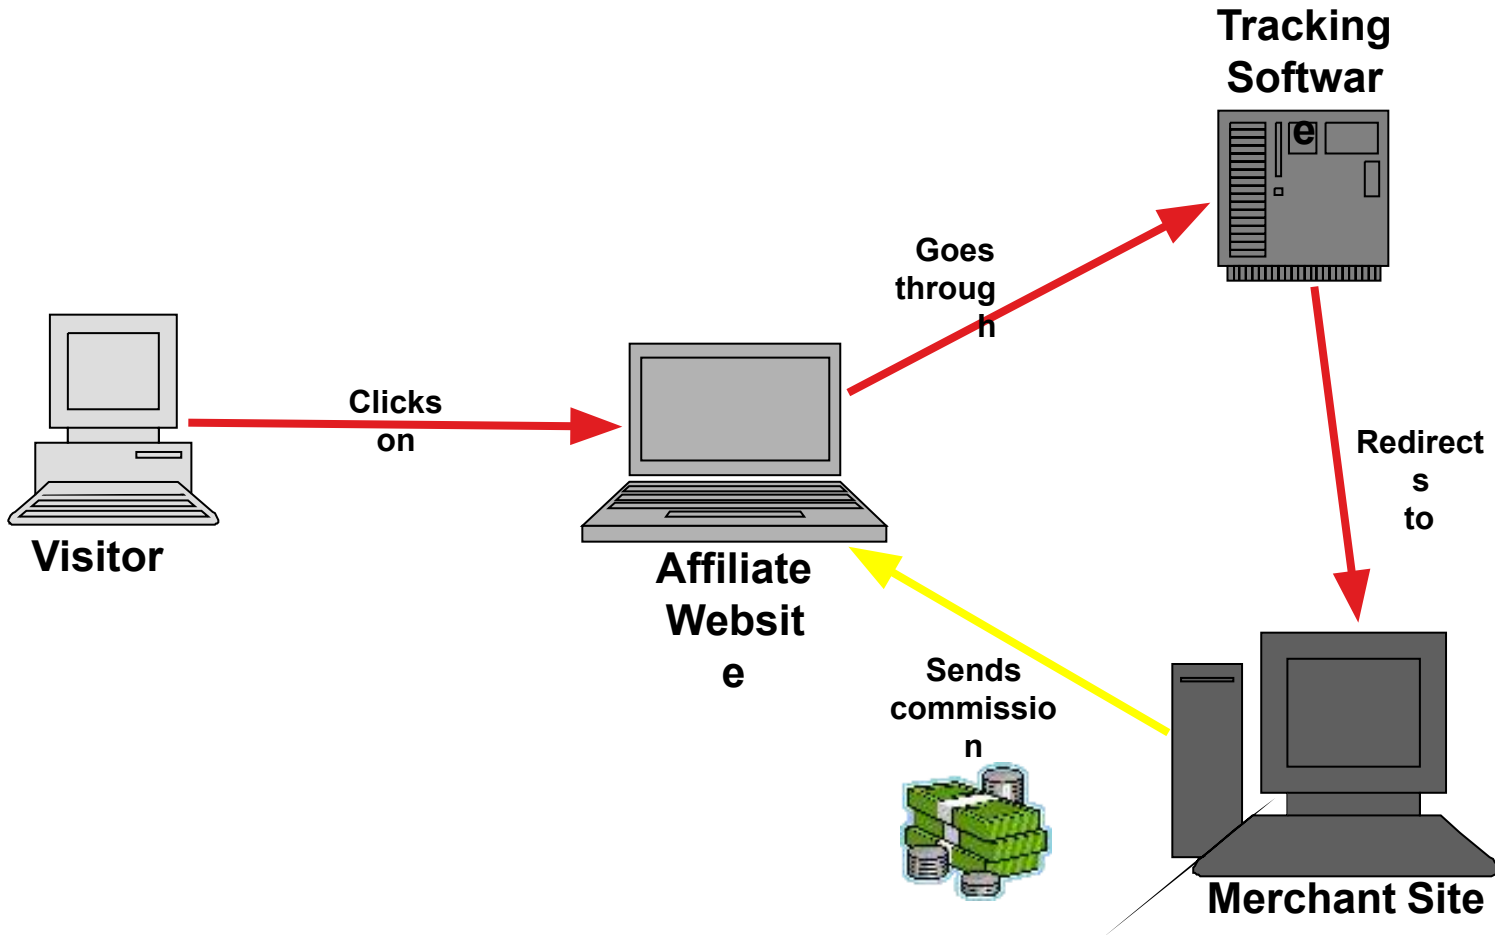 Tracking
Softwar
e
Goes
throug
h
Clicks
on
Redirect
s
to
Visitor
Affiliate
Websit
e
Sends
commissio
n
Merchant Site